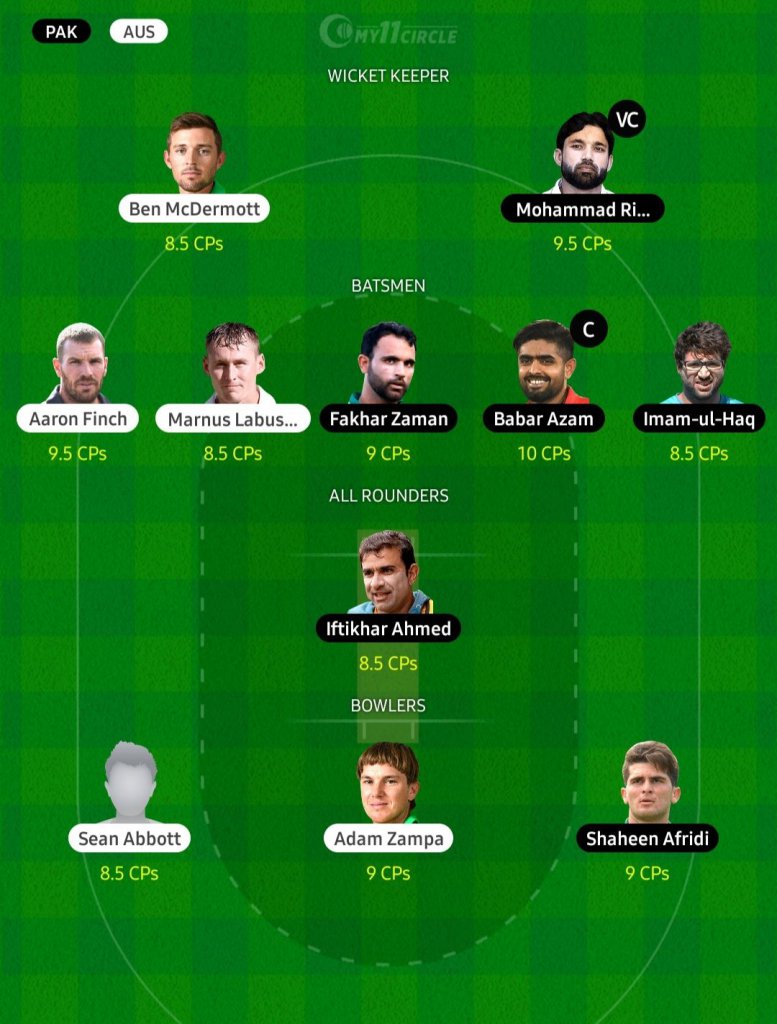 PAK AUS
MY11CIRCLE
WICKET KEEPER
VC
Ben McDermott Mohammad Ri...
8.5 CPs 9.5 CPs
BATSMEN
C
Aaron Finch Marnus Labus... Fakhar Zaman Babar Azam Imam-ul-Haq
9.5 CPs 8.5 CPs 9 CPs 10 CPs 8.5 CPs
ALL ROUNDERS
Iftikhar Ahmed
8.5 CPs
BOWLERS
Sean Abbott Adam Zampa Shaheen Afridi
8.5 CPs 9 CPs 9 CPs